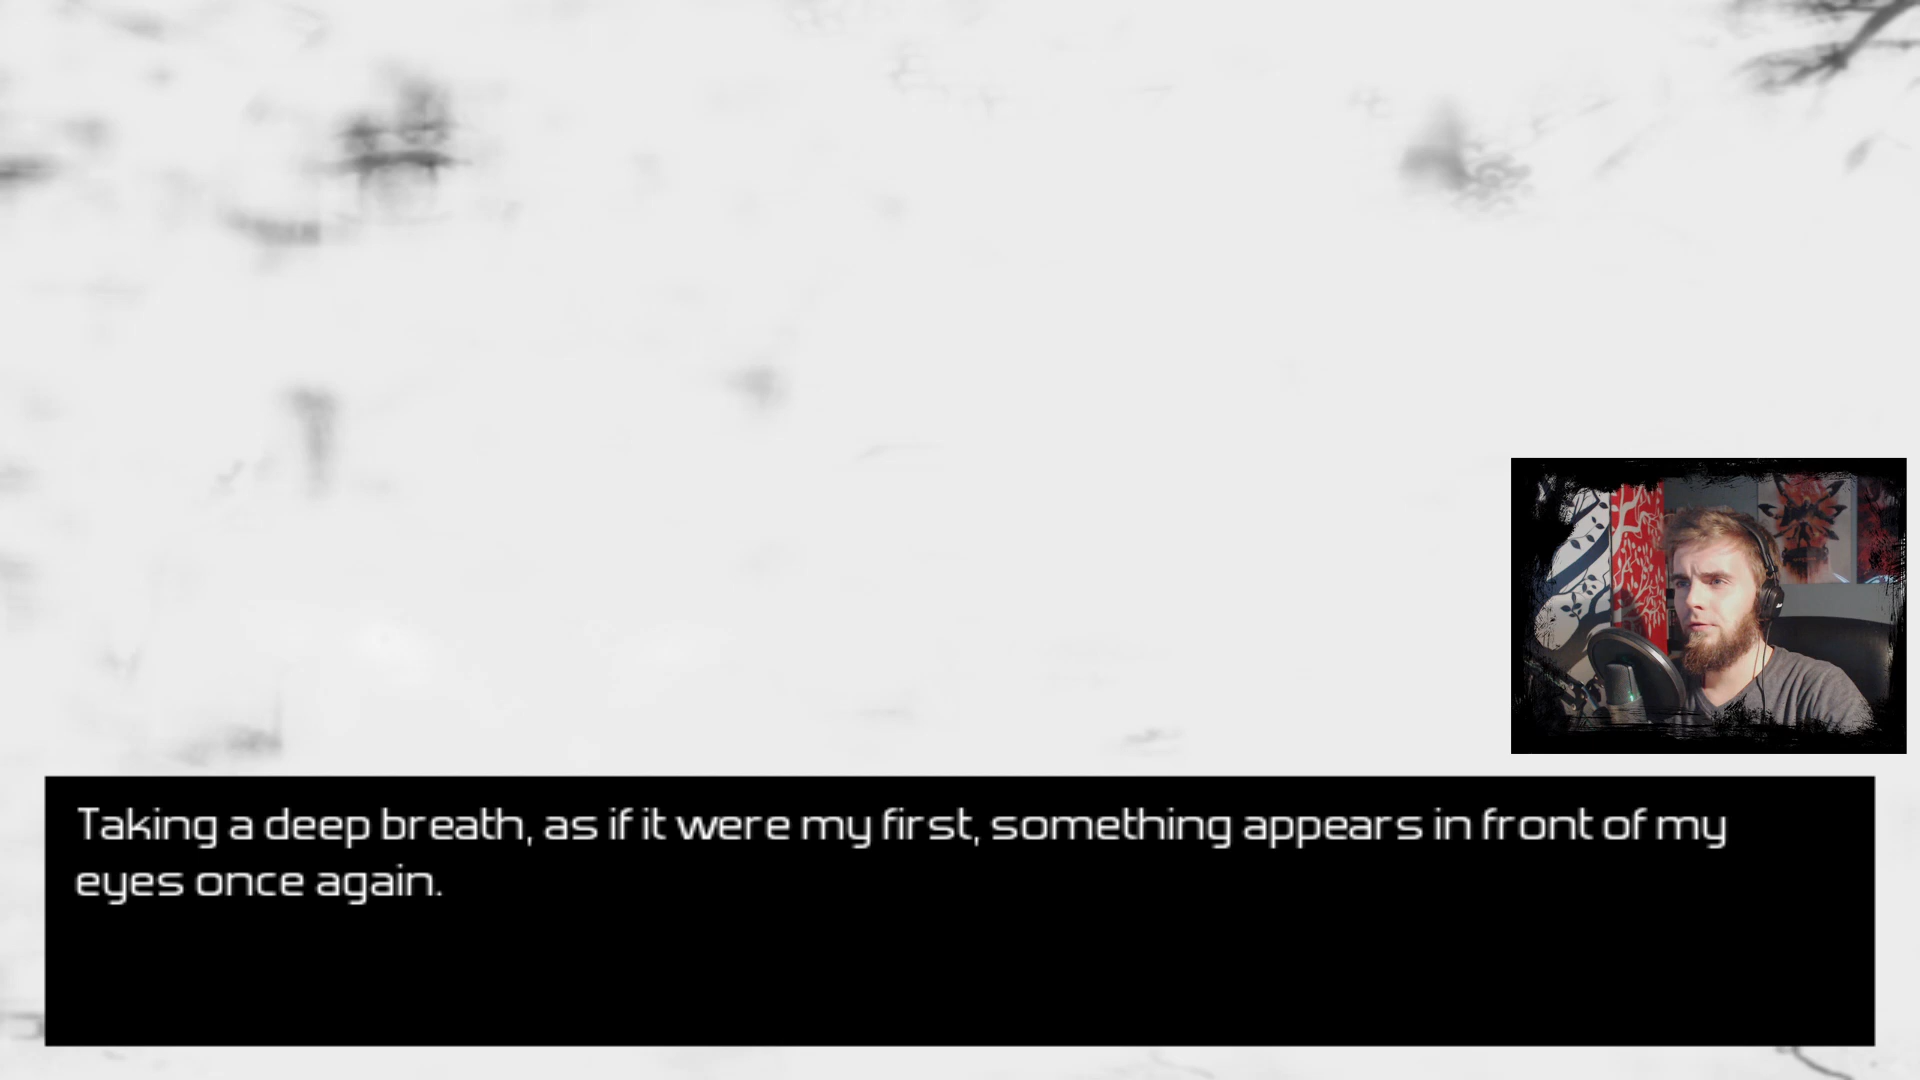 Taking a deep breath, as if it were my first, something appears in front of my
eyes once again.